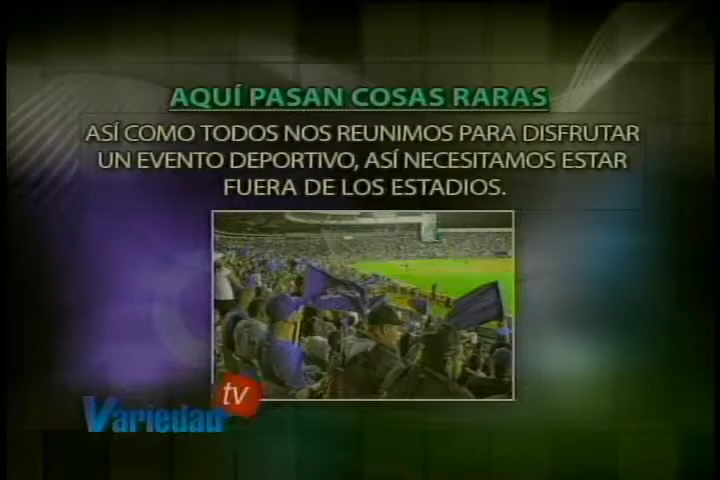 AQUÍ PASAN COSAS RARAS
ASÍ COMO TODOS NOS REUNIMOS PARA DISFRUTAR
UN EVENTO DEPORTIVO, ASÍ NECESITAMOS ESTAR
FUERA DE LOS ESTADIOS.
tv
Variedad